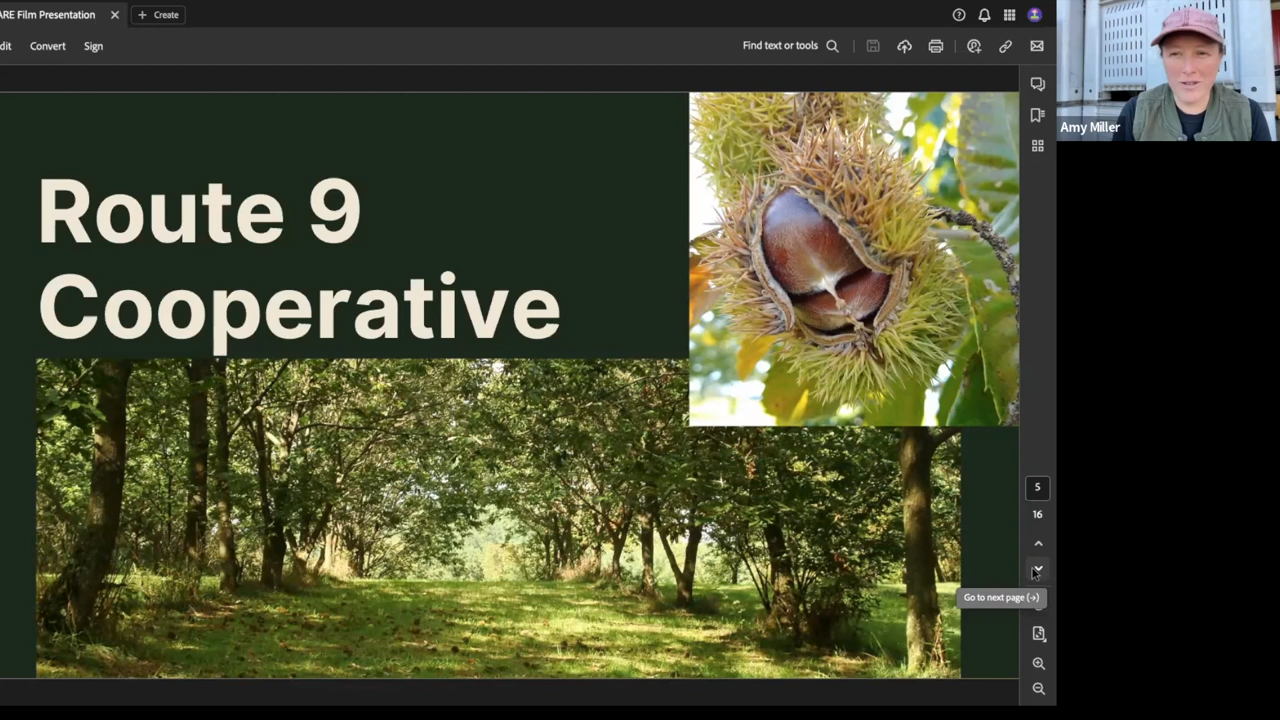 ARE Film Presentation
Create
dit
Convert
Sign
Find text or tools
Amy Miller
Route 9
Cooperative
5
16
Go to next page (→)